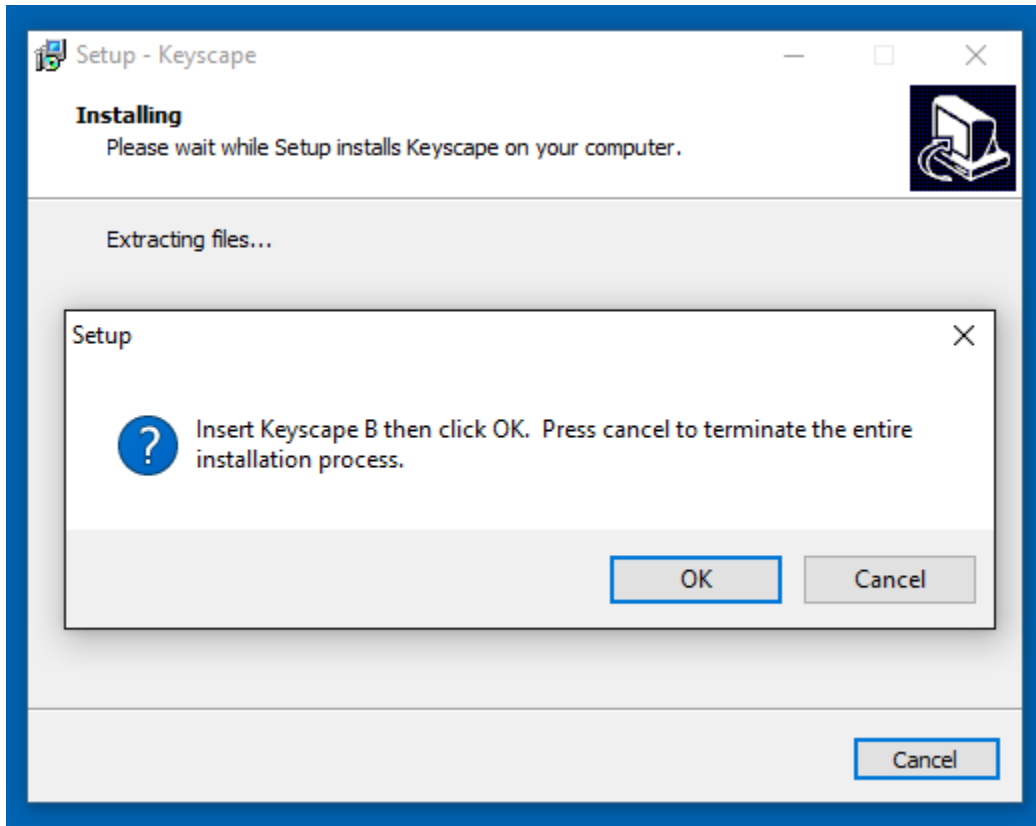 Setup - Keyscape
Installing
Please wait while Setup installs Keyscape on your computer.
Extracting files...
Setup
Insert Keyscape B then click OK.  Press cancel to terminate the entire
installation process.
OK
Cancel
Cancel